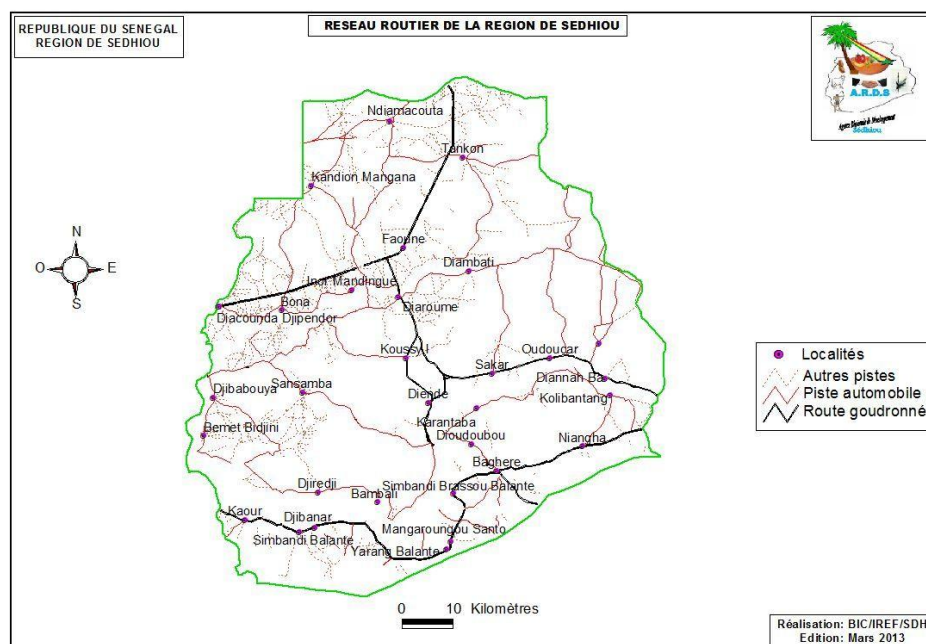 REPUBLIQUE DU SENEGAL
REGION DE SEDHIOU
RESEAU ROUTIER DE LA REGION DE SEDHIOU
A.R.D.S
Sédhiou
Ndiamacouta
Tankon
Kandion Mangana
Faoune
Diambati
Inor Mandingue
Bona
Diaroume
Diacounda Djipendor
Koussy I
Oudoucar
Sakar
Diannah Ba
Djibabouya
Sansamba
Diende
Kolibantang
Karantaba
Bemet Bidjini
Dioudoubou
Niangha
Baghere
Djiredji
Simbandi Brassou Balante
Bambali
Kaour
Djibanar
Mangaroungou Santo
Simbandi Balante
Yarang Balante
N
O
E
S
Localités
Autres pistes
Piste automobile
Route goudronné
0 10 Kilomètres
Réalisation: BIC/IREF/SDH
Edition: Mars 2013